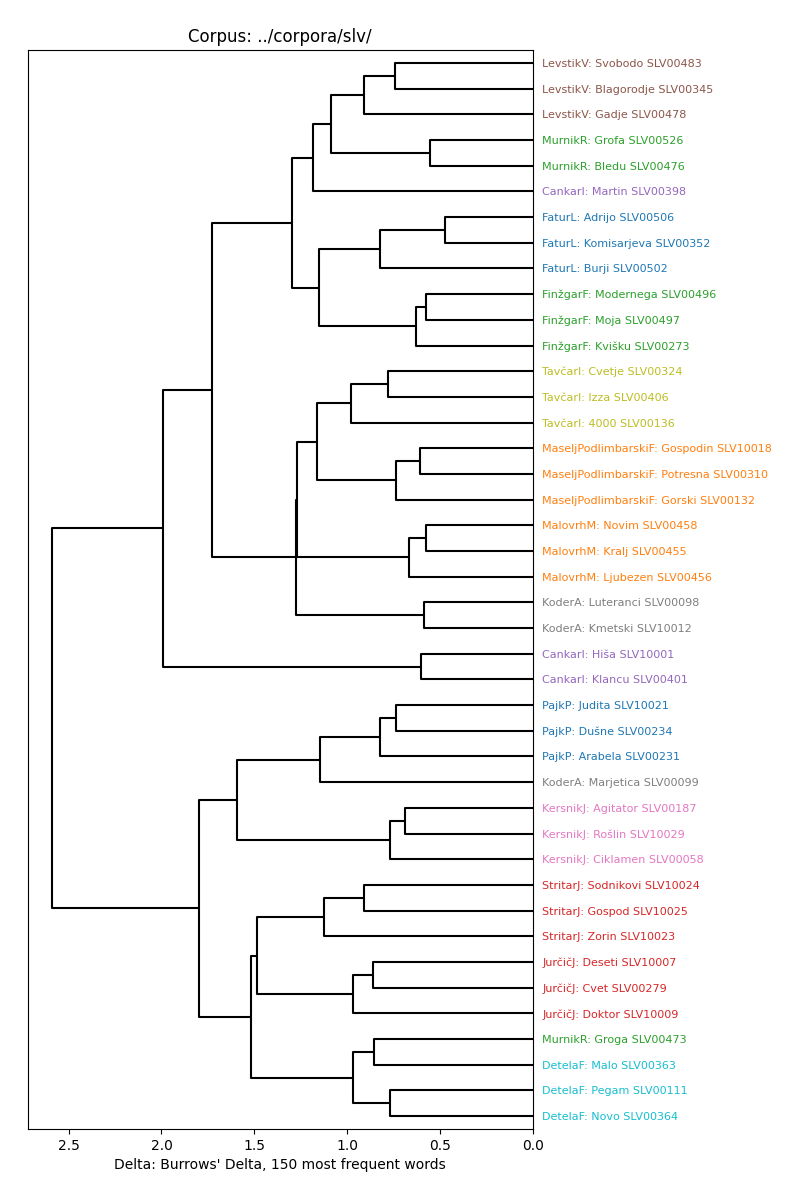 Corpus: ../corpora/slv/
LevstikV: Svobodo SLV00483
LevstikV: Blagorodje SLV00345
LevstikV: Gadje SLV00478
MurnikR: Grofa SLV00526
MurnikR: Bledu SLV00476
CankarI: Martin SLV00398
FaturL: Adrijo SLV00506
FaturL: Komisarjeva SLV00352
FaturL: Burji SLV00502
FinžgarF: Modernega SLV00496
FinžgarF: Moja SLV00497
FinžgarF: Kvišku SLV00273
TavčarI: Cvetje SLV00324
TavčarI: Izza SLV00406
TavčarI: 4000 SLV00136
MaseljPodlimbarskiF: Gospodin SLV10018
MaseljPodlimbarskiF: Potresna SLV00310
MaseljPodlimbarskiF: Gorski SLV00132
MalovrhM: Novim SLV00458
MalovrhM: Kralj SLV00455
MalovrhM: Ljubezen SLV00456
KoderA: Luteranci SLV00098
KoderA: Kmetski SLV10012
CankarI: Hiša SLV10001
CankarI: Klancu SLV00401
PajkP: Judita SLV10021
PajkP: Dušne SLV00234
PajkP: Arabela SLV00231
KoderA: Marjetica SLV00099
KersnikJ: Agitator SLV00187
KersnikJ: Rošlin SLV10029
KersnikJ: Ciklamen SLV00058
StritarJ: Sodnikovi SLV10024
StritarJ: Gospod SLV10025
StritarJ: Zorin SLV10023
JurčičJ: Deseti SLV10007
JurčičJ: Cvet SLV00279
JurčičJ: Doktor SLV10009
MurnikR: Groga SLV00473
DetelaF: Malo SLV00363
DetelaF: Pegam SLV00111
DetelaF: Novo SLV00364
2.5 2.0 1.5 1.0 0.5 0.0
Delta: Burrows' Delta, 150 most frequent words